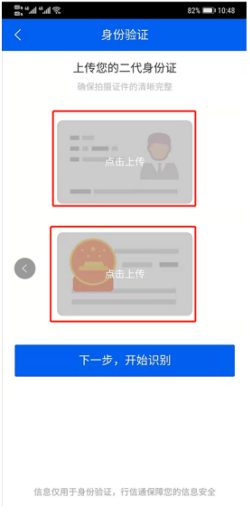 82% 10:48
身份验证
上传您的二代身份证
确保拍摄证件的清晰完整
点击上传
点击上传
下一步，开始识别
信息仅用于身份验证，行信通保障您的信息安全